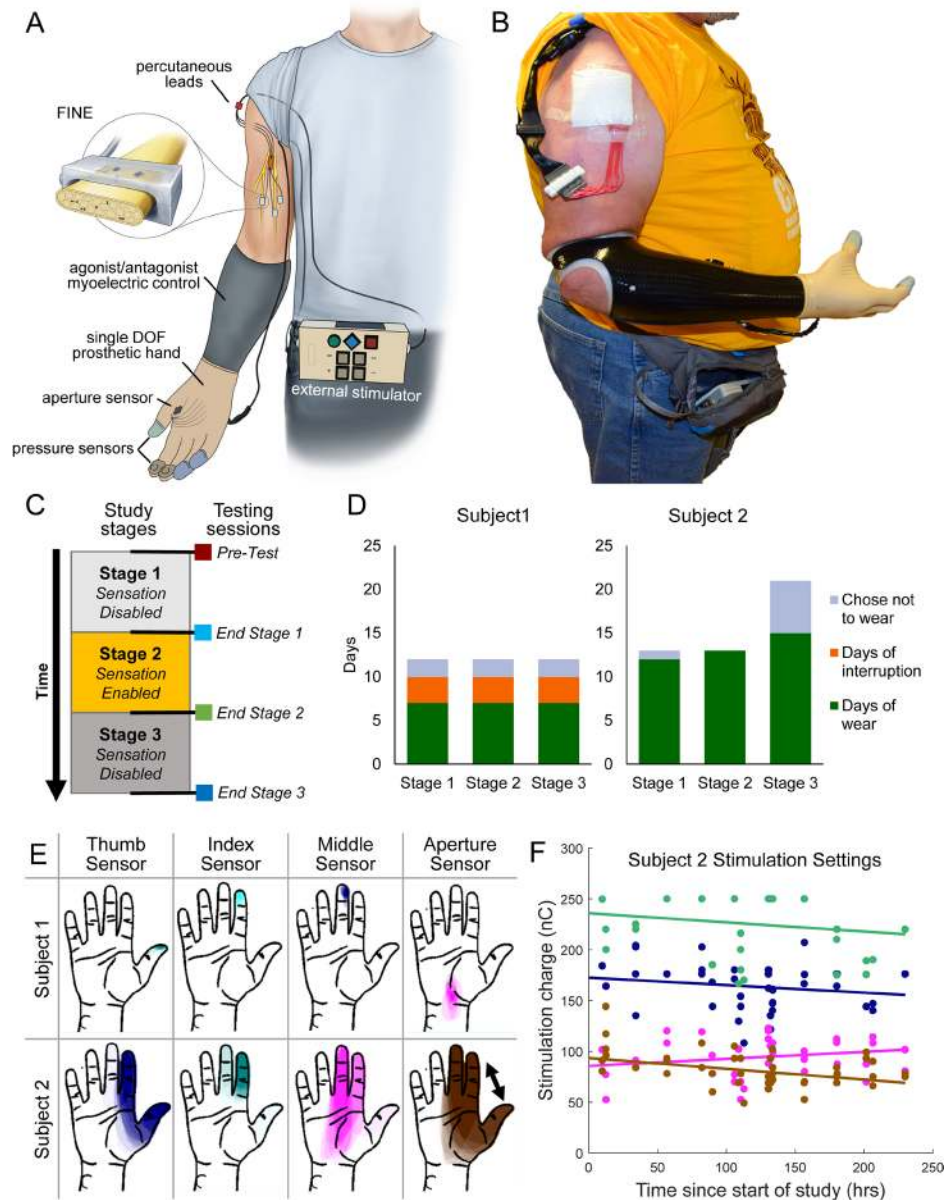 A
percutaneous
leads
FINE
agonist/antagonist
myoelectric control
single DOF
prosthetic hand
aperture sensor
pressure sensors
external stimulator
B
C
Study
stages
Testing
sessions
Time
Stage 1
Sensation
Disabled
Stage 2
Sensation
Enabled
Stage 3
Sensation
Disabled
Pre-Test
End Stage 1
End Stage 2
End Stage 3
D
Subject1
Subject 2
Days
25
20
15
10
5
0
Stage 1 Stage 2 Stage 3
25
20
15
10
5
0
Stage 1 Stage 2 Stage 3
Chose not
to wear
Days of
interruption
Days of
wear
E
Thumb
Sensor
Index
Sensor
Middle
Sensor
Aperture
Sensor
Subject 1
Subject 2
F
Subject 2 Stimulation Settings
Stimulation charge (nC)
300
250
200
150
100
50
0
0 50 100 150 200 250
Time since start of study (hrs)